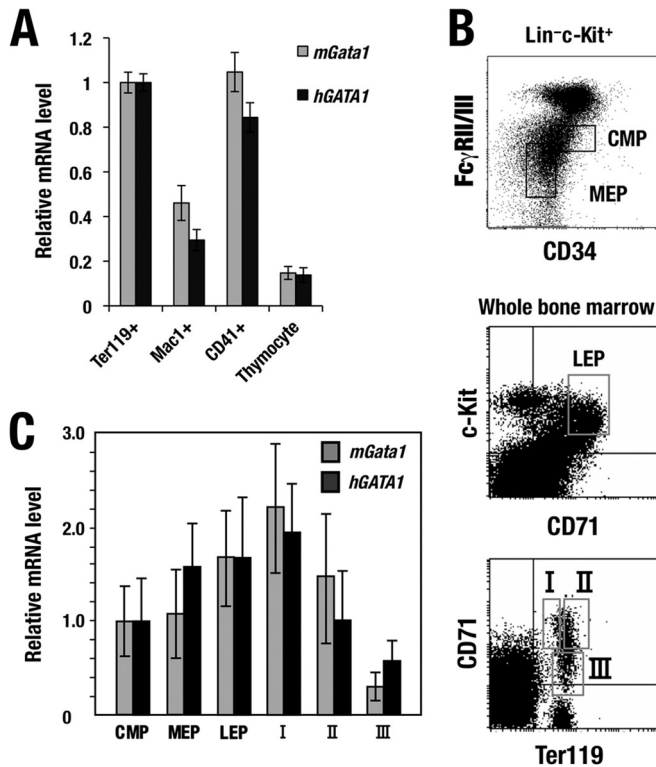 A
Relative mRNA level
1.2
1
0.8
0.6
0.4
0.2
0
mGata1
hGATA1
Ter119+
Mac1+
CD41+
Thymocyte
B
Lin⁻c-Kit⁺
FcγRII/III
CMP
MEP
CD34
Whole bone marrow
LEP
c-Kit
CD71
I II
III
CD71
Ter119
C
Relative mRNA level
3.0
2.0
1.0
0
mGata1
hGATA1
CMP MEP LEP I II III